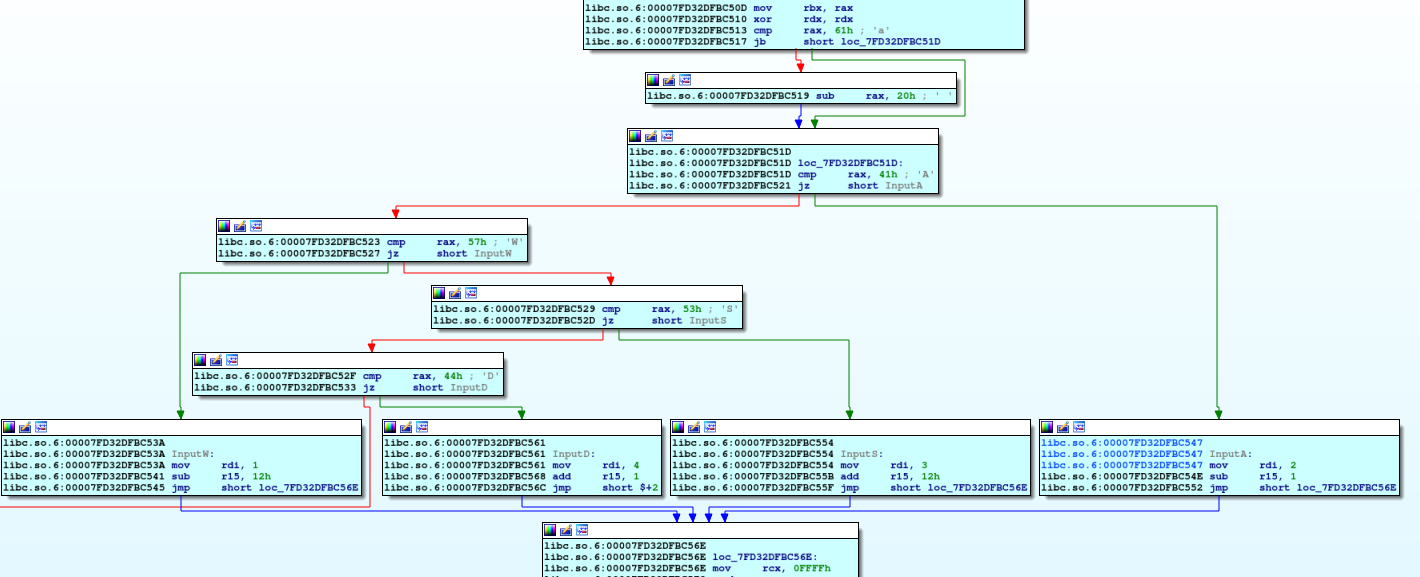 libc.so.6:00007FD32DFBC50D mov rbx, rax
libc.so.6:00007FD32DFBC510 xor rdx, rdx
libc.so.6:00007FD32DFBC513 cmp rax, 61h ; 'a'
libc.so.6:00007FD32DFBC517 jb short loc_7FD32DFBC51D
libc.so.6:00007FD32DFBC519 sub rax, 20h ; ' '
libc.so.6:00007FD32DFBC51D
libc.so.6:00007FD32DFBC51D loc_7FD32DFBC51D:
libc.so.6:00007FD32DFBC51D cmp rax, 41h ; 'A'
libc.so.6:00007FD32DFBC521 jz short InputA
libc.so.6:00007FD32DFBC523 cmp rax, 57h ; 'W'
libc.so.6:00007FD32DFBC527 jz short InputW
libc.so.6:00007FD32DFBC529 cmp rax, 53h ; 'S'
libc.so.6:00007FD32DFBC52D jz short InputS
libc.so.6:00007FD32DFBC52F cmp rax, 44h ; 'D'
libc.so.6:00007FD32DFBC533 jz short InputD
libc.so.6:00007FD32DFBC53A
libc.so.6:00007FD32DFBC53A InputW:
libc.so.6:00007FD32DFBC53A mov rdi, 1
libc.so.6:00007FD32DFBC541 sub r15, 12h
libc.so.6:00007FD32DFBC545 jmp short loc_7FD32DFBC56E
libc.so.6:00007FD32DFBC561
libc.so.6:00007FD32DFBC561 InputD:
libc.so.6:00007FD32DFBC561 mov rdi, 4
libc.so.6:00007FD32DFBC568 add r15, 1
libc.so.6:00007FD32DFBC56C jmp short $+2
libc.so.6:00007FD32DFBC554
libc.so.6:00007FD32DFBC554 InputS:
libc.so.6:00007FD32DFBC554 mov rdi, 3
libc.so.6:00007FD32DFBC55B add r15, 12h
libc.so.6:00007FD32DFBC55F jmp short loc_7FD32DFBC56E
libc.so.6:00007FD32DFBC547
libc.so.6:00007FD32DFBC547 InputA:
libc.so.6:00007FD32DFBC547 mov rdi, 2
libc.so.6:00007FD32DFBC54E sub r15, 1
libc.so.6:00007FD32DFBC552 jmp short loc_7FD32DFBC56E
libc.so.6:00007FD32DFBC56E
libc.so.6:00007FD32DFBC56E loc_7FD32DFBC56E:
libc.so.6:00007FD32DFBC56E mov rcx, 0FFFFh